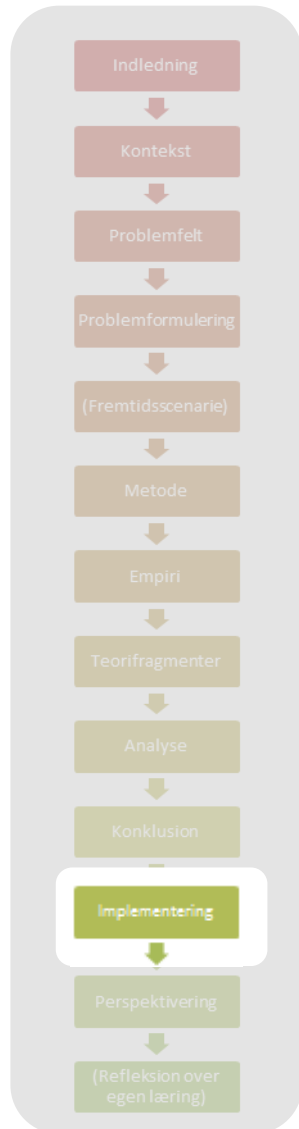 Indledning
Kontekst
Problemfelt
Problemformulering
(Fremtidsscenarie)
Metode
Empiri
Teorifragmenter
Analyse
Konklusion
Implementering
Perspektivering
(Refleksion over
egen læring)